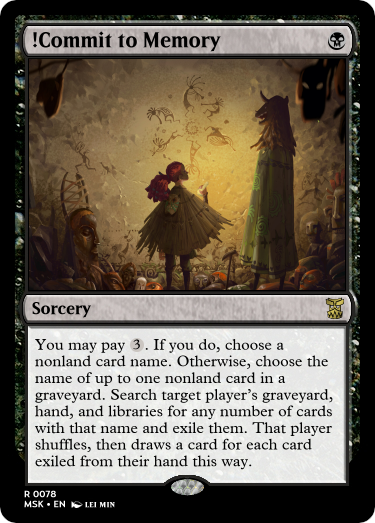 !Commit to Memory
Sorcery
You may pay 3. If you do, choose a
nonland card name. Otherwise, choose the
name of up to one nonland card in a
graveyard. Search target player's graveyard,
hand, and libraries for any number of cards
with that name and exile them. That player
shuffles, then draws a card for each card
exiled from their hand this way.
R 0078
MSK • EN LEI MIN